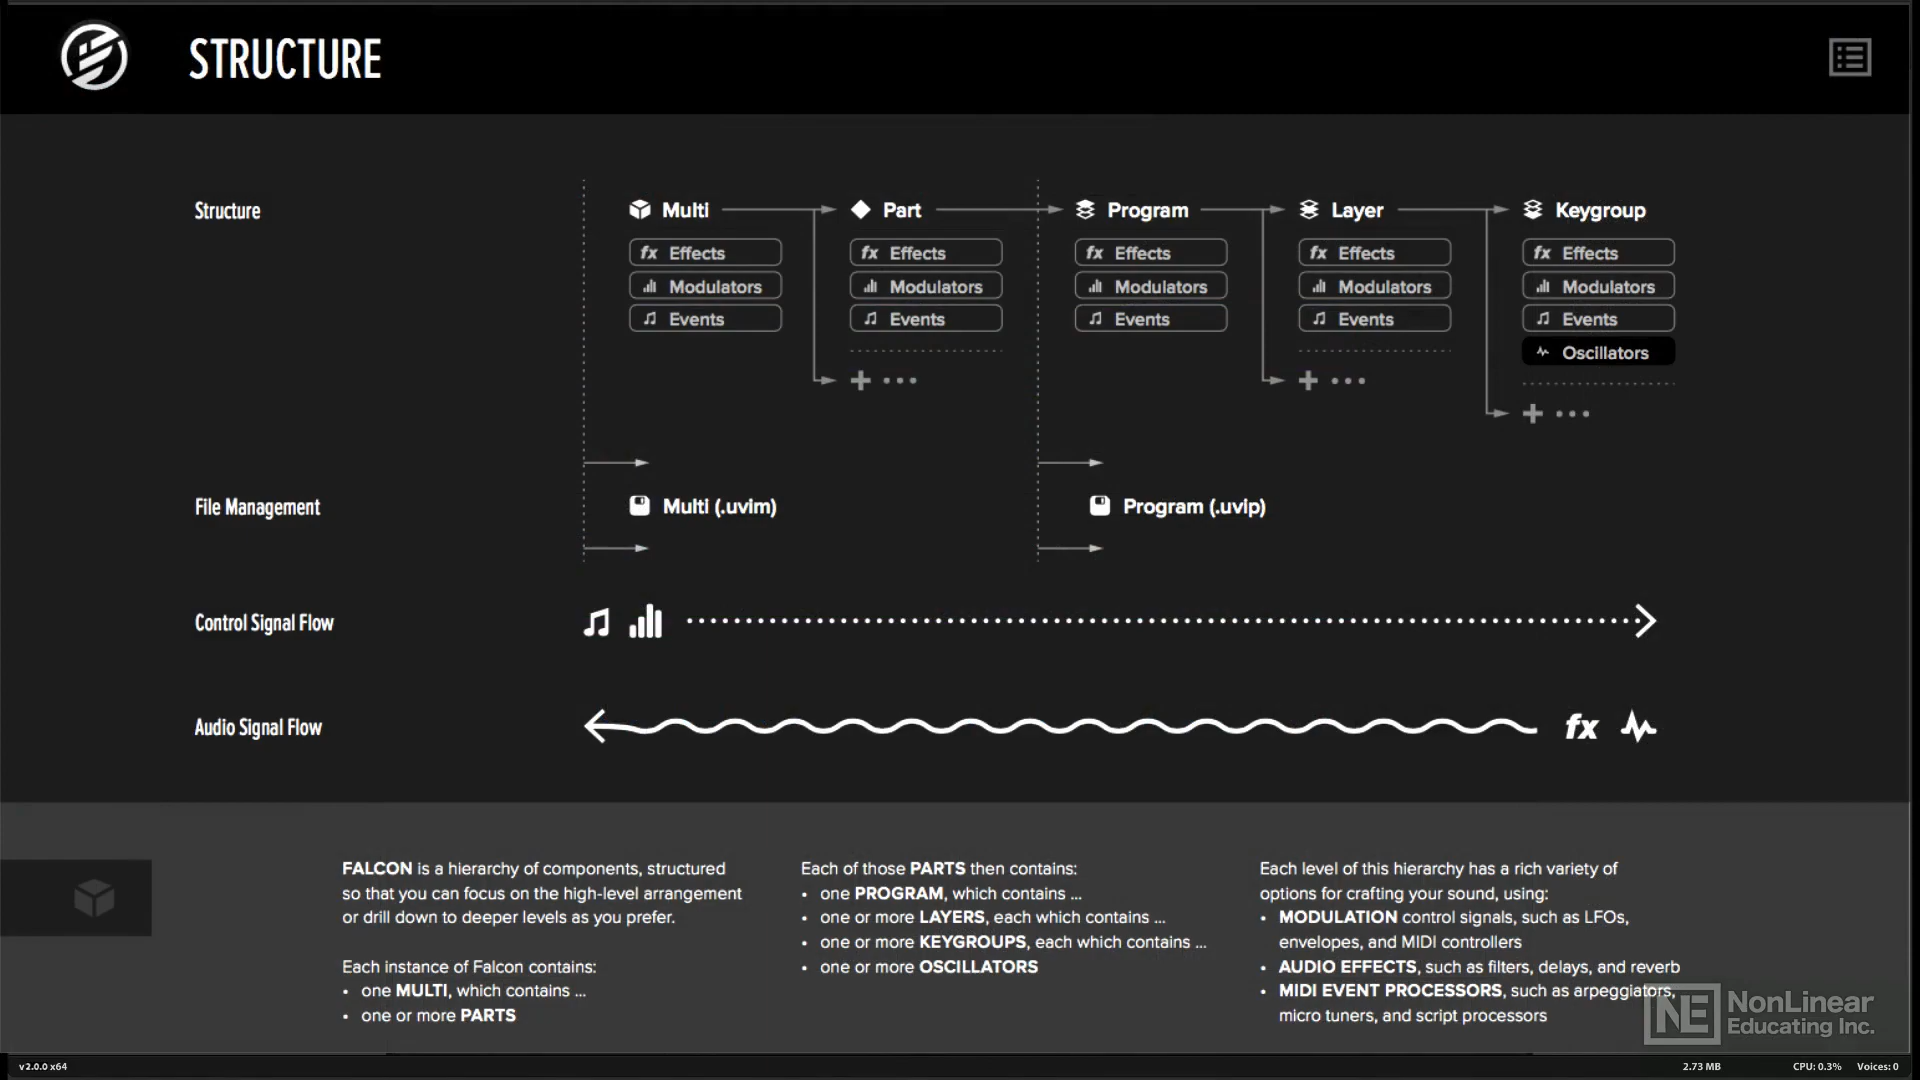 STRUCTURE
Structure
Multi
Part
Program
Layer
Keygroup
fx Effects
fx Effects
fx Effects
fx Effects
fx Effects
Modulators
Modulators
Modulators
Modulators
Modulators
Events
Events
Events
Events
Events
Oscillators
File Management
Multi (.uvim)
Program (.uvip)
Control Signal Flow
Audio Signal Flow
fx
FALCON is a hierarchy of components, structured
so that you can focus on the high-level arrangement
or drill down to deeper levels as you prefer.
Each instance of Falcon contains:
• one MULTI, which contains ...
• one or more PARTS
Each of those PARTS then contains:
• one PROGRAM, which contains ...
• one or more LAYERS, each which contains ...
• one or more KEYGROUPS, each which contains ...
• one or more OSCILLATORS
Each level of this hierarchy has a rich variety of
options for crafting your sound, using:
• MODULATION control signals, such as LFOs,
envelopes, and MIDI controllers
• AUDIO EFFECTS, such as filters, delays, and reverb
• MIDI EVENT PROCESSORS, such as arpeggiators,
micro tuners, and script processors
NE NonLinear
Educating Inc.
v2.0.0 x64
2.73 MB
CPU: 0.3%
Voices: 0